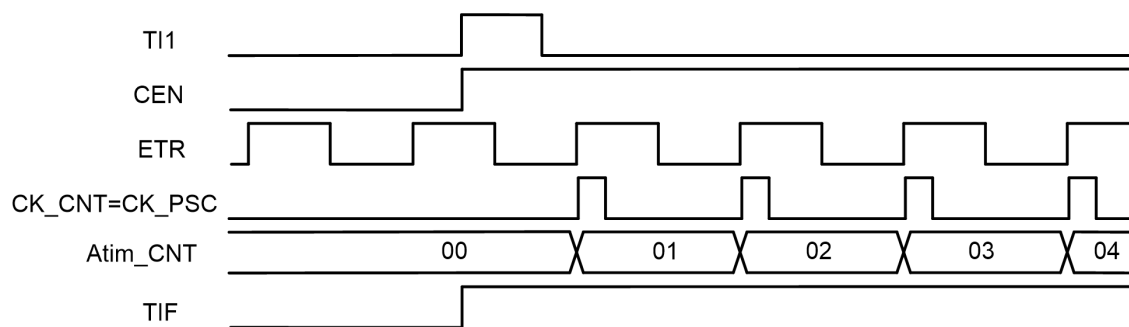 TI1
CEN
ETR
CK_CNT=CK_PSC
Atim_CNT 00 01 02 03 04
TIF